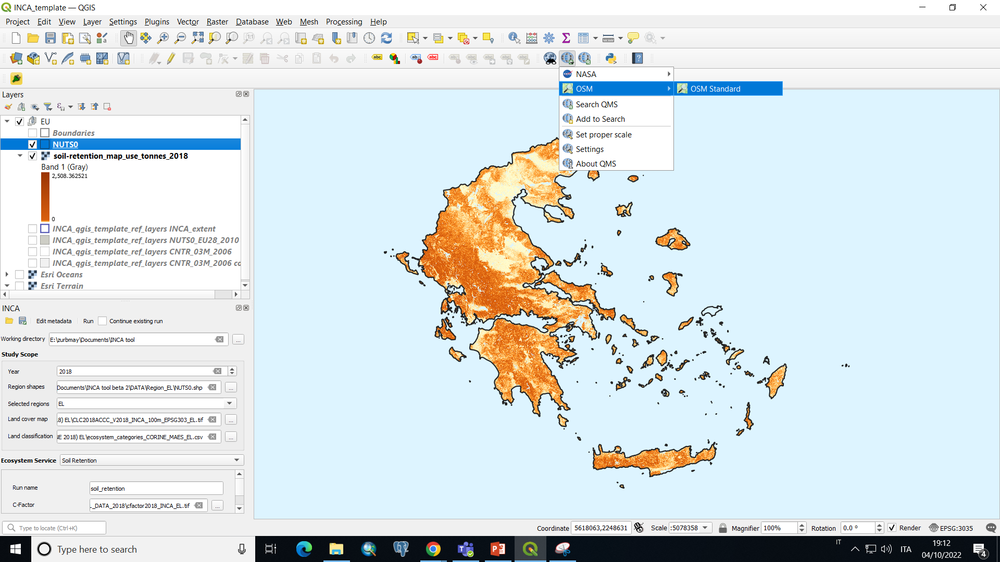 INCA_template — QGIS
Project Edit View Layer Settings Plugins Vector Raster Database Web Mesh Processing Help
NASA
OSM
OSM Standard
Search QMS
Add to Search
Set proper scale
Settings
About QMS
Layers
EU
Boundaries
NUTS0
soil-retention_map_use_tonnes_2018
Band 1 (Gray)
2,508.362521
0
INCA_qgis_template_ref_layers INCA_extent
INCA_qgis_template_ref_layers NUTS0_EU28_2010
INCA_qgis_template_ref_layers CNTR_03M_2006
INCA_qgis_template_ref_layers CNTR_03M_2006 co
Esri Oceans
Esri Terrain
INCA
Edit metadata Run Continue existing run
Working directory E:\zurbmay\Documents\INCA tool ...
Study Scope
Year 2018
Region shapes Documents\INCA tool beta 2\DATA\Region_EL\NUTS0.shp ...
Selected regions EL
Land cover map .8) EL\CLC2018ACCC_V2018_INCA_100m_EPSG303_EL.tif ...
Land classification NE 2018) EL\ecosystem_categories_CORINE_MAES_EL.csv ...
Ecosystem Service Soil Retention
Run name soil_retention
C-Factor L_DATA_2018\cfactor2018_INCA_EL.tif ...
Type to locate (Ctrl+K)
Coordinate 5618063,2248631 Scale :5078358 Magnifier 100% Rotation 0.0 ° Render EPSG:3035
Type here to search
IT
ITA
19:12
04/10/2022
4